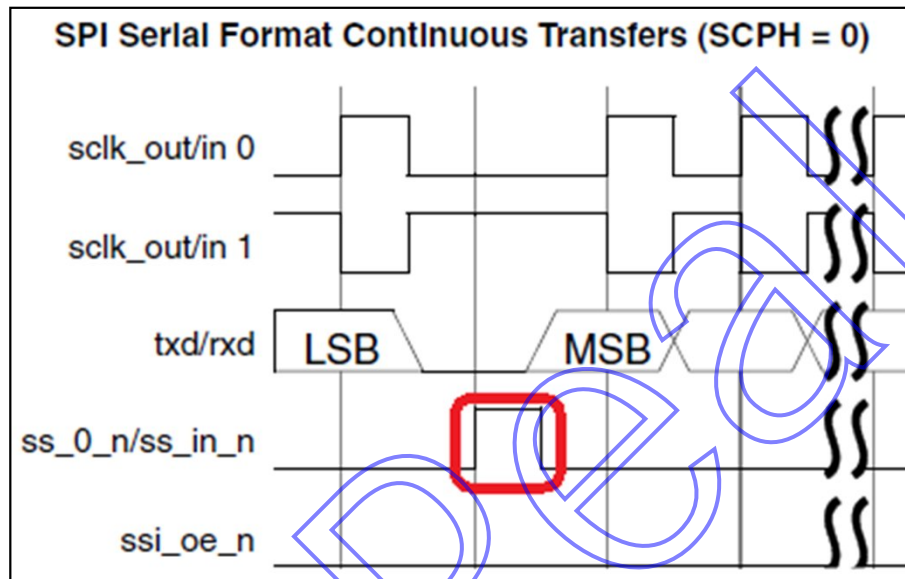 SPI Serial Format Continuous Transfers (SCPH = 0)
sclk_out/in 0
sclk_out/in 1
txd/rxd
LSB
MSB
ss_0_n/ss_in_n
ssi_oe_n